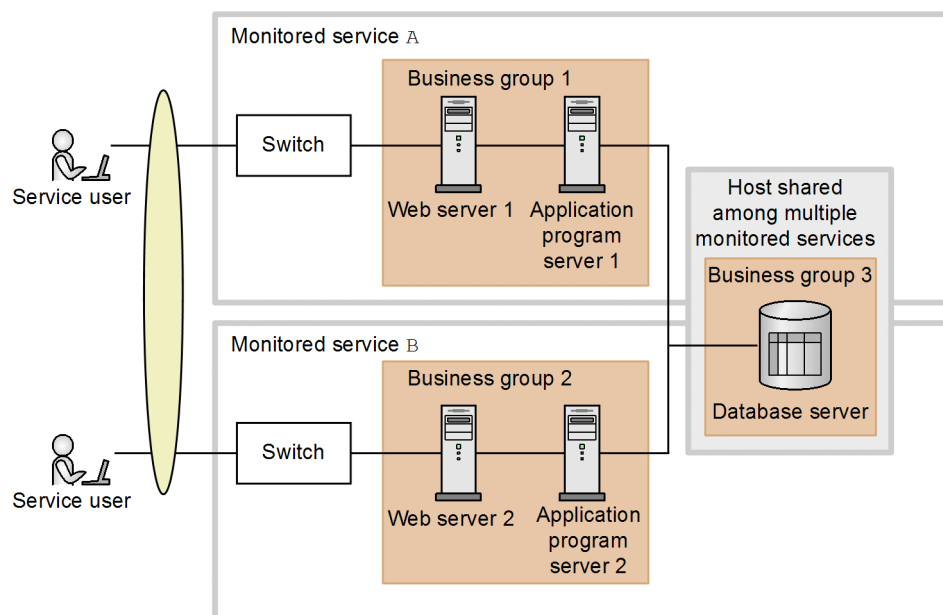 Monitored service A
Business group 1
Switch
Service user
Web server 1
Application
program
server 1
Host shared
among multiple
monitored services
Business group 3
Database server
Monitored service B
Business group 2
Switch
Service user
Web server 2
Application
program
server 2